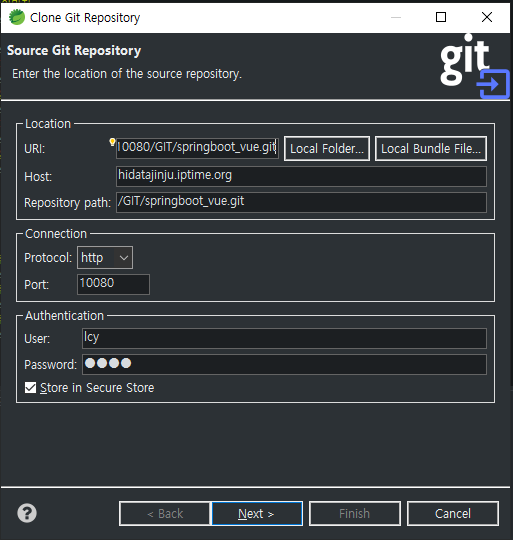 Clone Git Repository
Source Git Repository
Enter the location of the source repository.
git
Location
URI: 10080/GIT/springboot_vue.git Local Folder... Local Bundle File...
Host: hidatajinju.iptime.org
Repository path: /GIT/springboot_vue.git
Connection
Protocol: http
Port: 10080
Authentication
User: lcy
Password: ●●●●
Store in Secure Store
? < Back Next > Finish Cancel